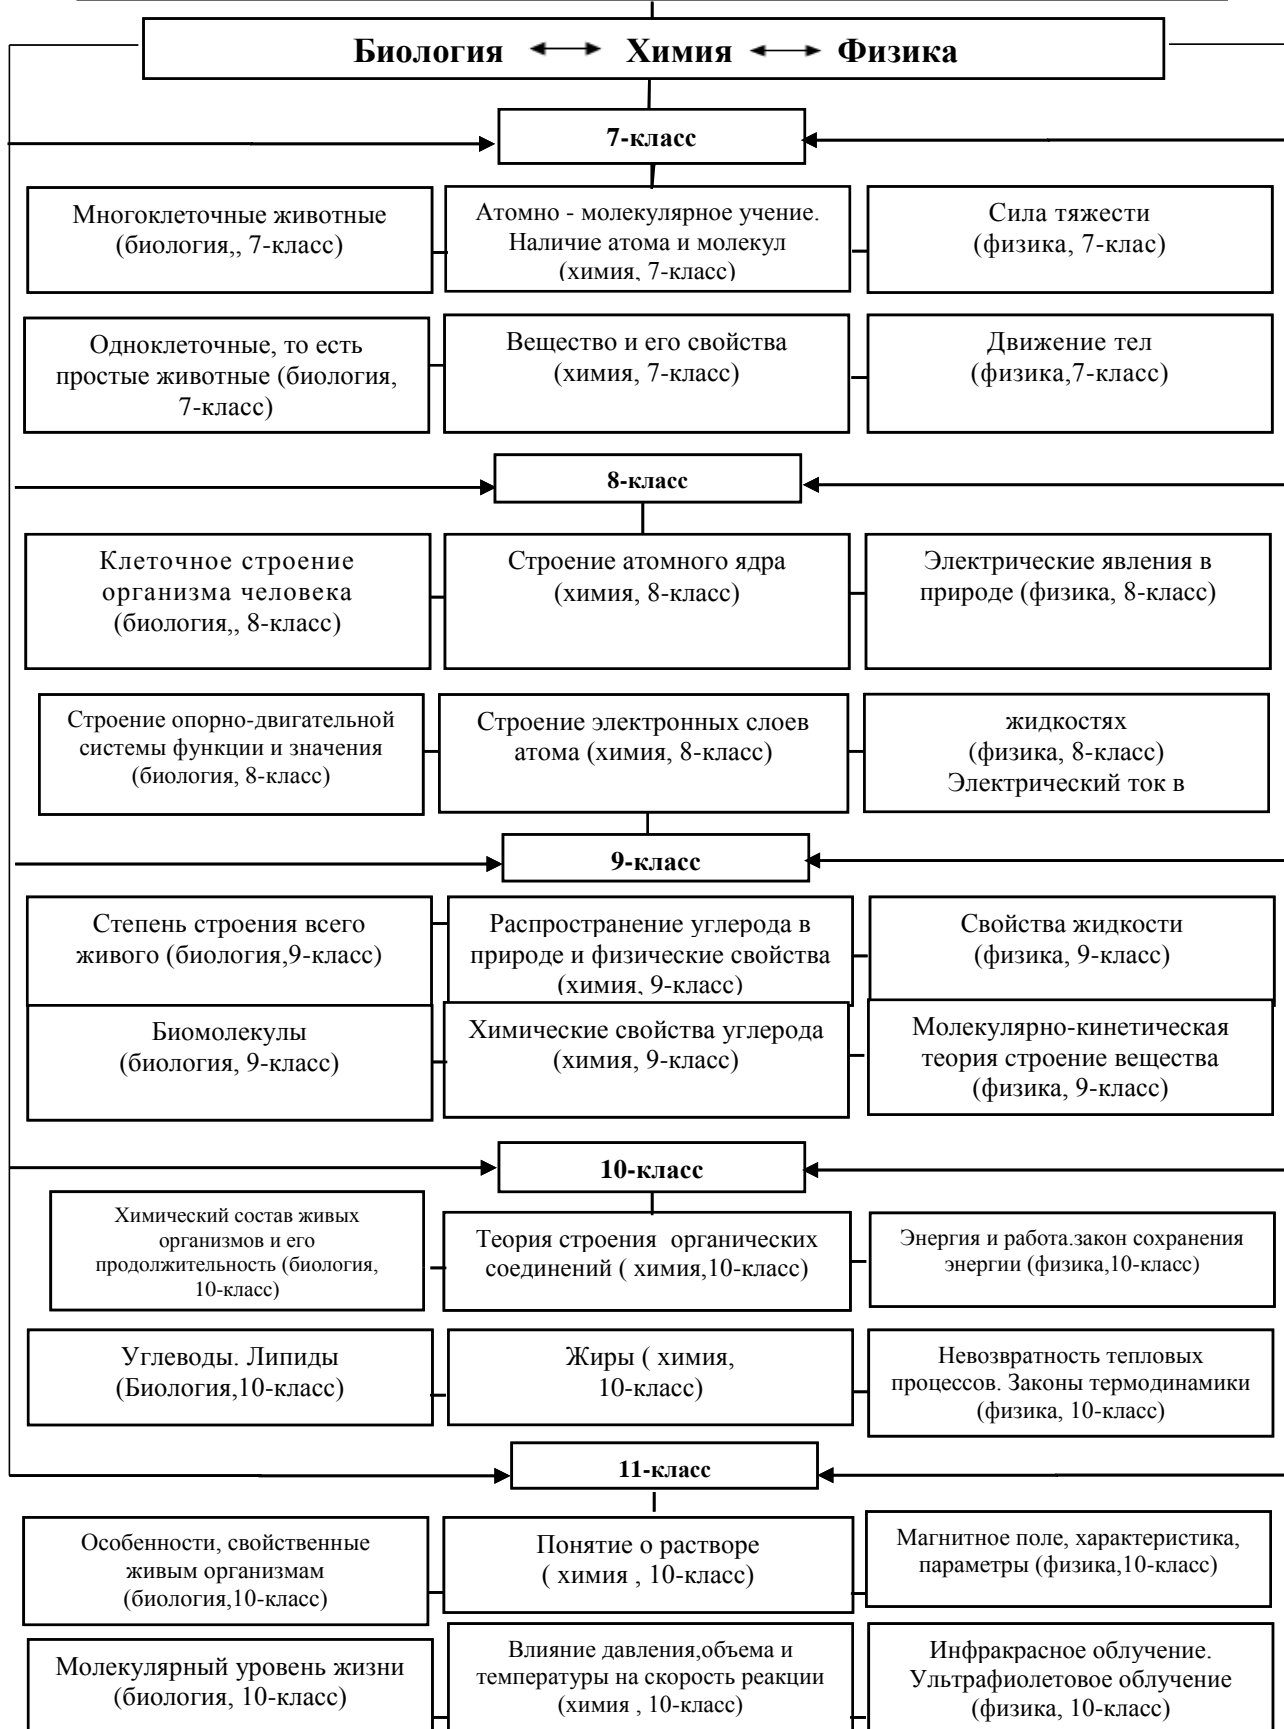 Биология ⟷ Химия ⟷ Физика
7-класс
Многоклеточные животные
(биология,, 7-класс)
Атомно - молекулярное учение.
Наличие атома и молекул
(химия, 7-класс)
Сила тяжести
(физика, 7-клас)
Одноклеточные, то есть
простые животные (биология,
7-класс)
Вещество и его свойства
(химия, 7-класс)
Движение тел
(физика,7-класс)
8-класс
Клеточное строение
организма человека
(биология,, 8-класс)
Строение атомного ядра
(химия, 8-класс)
Электрические явления в
природе (физика, 8-класс)
Строение опорно-двигательной
системы функции и значения
(биология, 8-класс)
Строение электронных слоев
атома (химия, 8-класс)
жидкостях
(физика, 8-класс)
Электрический ток в
9-класс
Степень строения всего
живого (биология,9-класс)
Распространение углерода в
природе и физические свойства
(химия, 9-класс)
Свойства жидкости
(физика, 9-класс)
Биомолекулы
(биология, 9-класс)
Химические свойства углерода
(химия, 9-класс)
Молекулярно-кинетическая
теория строение вещества
(физика, 9-класс)
10-класс
Химический состав живых
организмов и его
продолжительность (биология,
10-класс)
Теория строения органических
соединений ( химия,10-класс)
Энергия и работа.закон сохранения
энергии (физика,10-класс)
Углеводы. Липиды
(Биология,10-класс)
Жиры ( химия,
10-класс)
Невозвратность тепловых
процессов. Законы термодинамики
(физика, 10-класс)
11-класс
Особенности, свойственные
живым организмам
(биология,10-класс)
Понятие о растворе
( химия , 10-класс)
Магнитное поле, характеристика,
параметры (физика,10-класс)
Молекулярный уровень жизни
(биология, 10-класс)
Влияние давления,объема и
температуры на скорость реакции
(химия , 10-класс)
Инфракрасное облучение.
Ультрафиолетовое облучение
(физика, 10-класс)